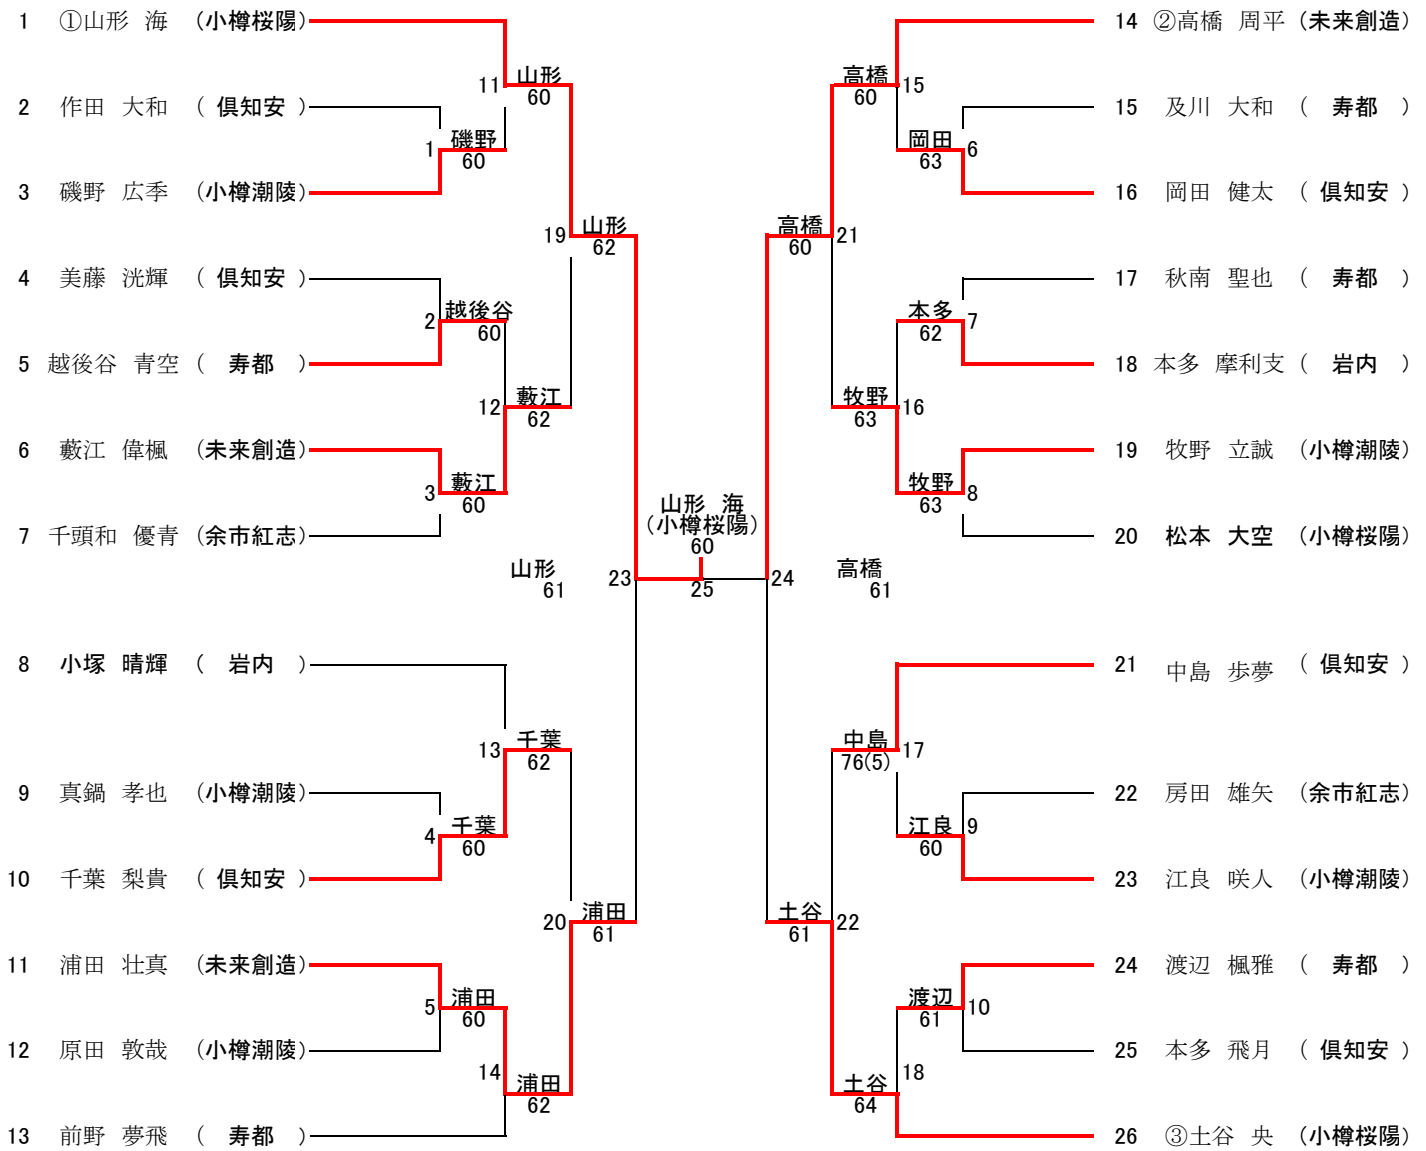 1 ①山形 海 (小樽桜陽)
2 作田 大和 ( 倶知安 )
3 磯野 広季 (小樽潮陵)
4 美藤 洸輝 ( 倶知安 )
5 越後谷 青空 ( 寿都 )
6 藪江 偉楓 (未来創造)
7 千頭和 優青 (余市紅志)
8 小塚 晴輝 ( 岩内 )
9 真鍋 孝也 (小樽潮陵)
10 千葉 梨貴 ( 倶知安 )
11 浦田 壮真 (未来創造)
12 原田 敦哉 (小樽潮陵)
13 前野 夢飛 ( 寿都 )
1 磯野
60
2 越後谷
60
3 藪江
60
4 千葉
60
5 浦田
60
11 山形
60
12 藪江
62
13 千葉
62
14 浦田
62
19 山形
62
20 浦田
61
山形 23
61
山形 海
(小樽桜陽)
60
25
24 高橋
61
高橋 21
60
土谷 22
61
高橋 15
60
牧野 16
63
中島 17
76(5)
土谷 18
64
岡田 6
63
本多 7
62
牧野 8
63
江良 9
60
渡辺 10
61
14 ②高橋 周平 (未来創造)
15 及川 大和 ( 寿都 )
16 岡田 健太 ( 倶知安 )
17 秋南 聖也 ( 寿都 )
18 本多 摩利支 ( 岩内 )
19 牧野 立誠 (小樽潮陵)
20 松本 大空 (小樽桜陽)
21 中島 歩夢 ( 倶知安 )
22 房田 雄矢 (余市紅志)
23 江良 咲人 (小樽潮陵)
24 渡辺 楓雅 ( 寿都 )
25 本多 飛月 ( 倶知安 )
26 ③土谷 央 (小樽桜陽)